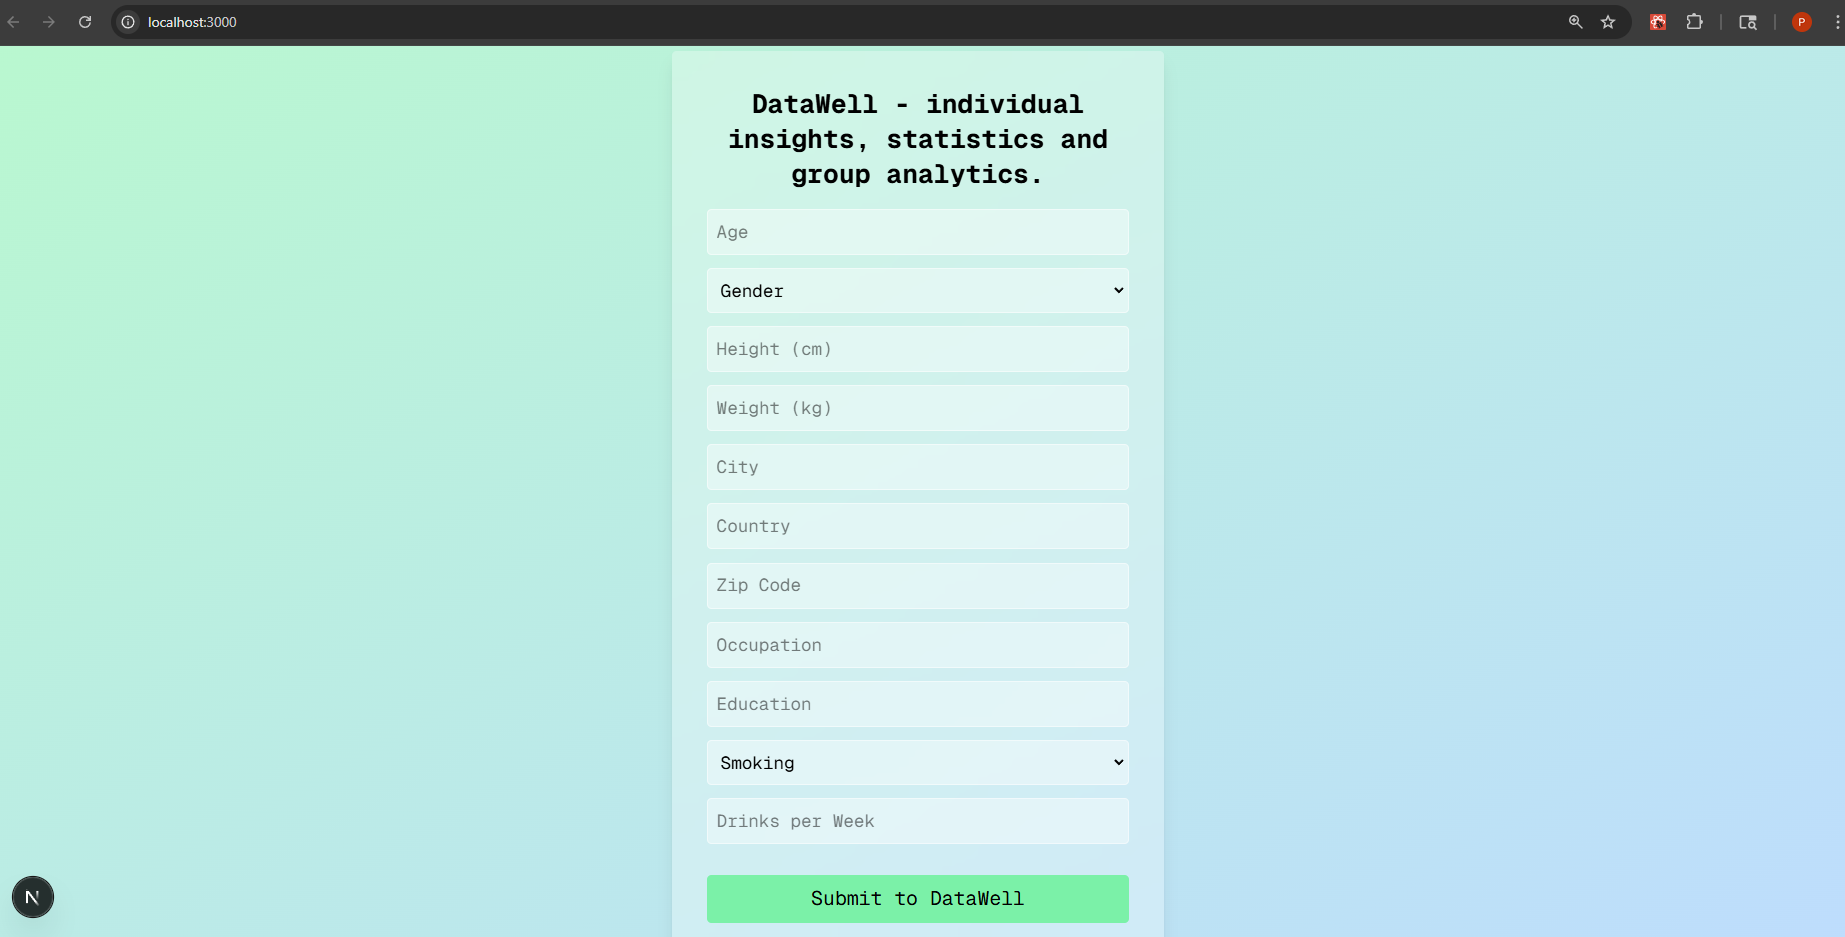 localhost:3000
P
DataWell - individual
insights, statistics and
group analytics.
Age
Gender
Height (cm)
Weight (kg)
City
Country
Zip Code
Occupation
Education
Smoking
Drinks per Week
Submit to DataWell
N